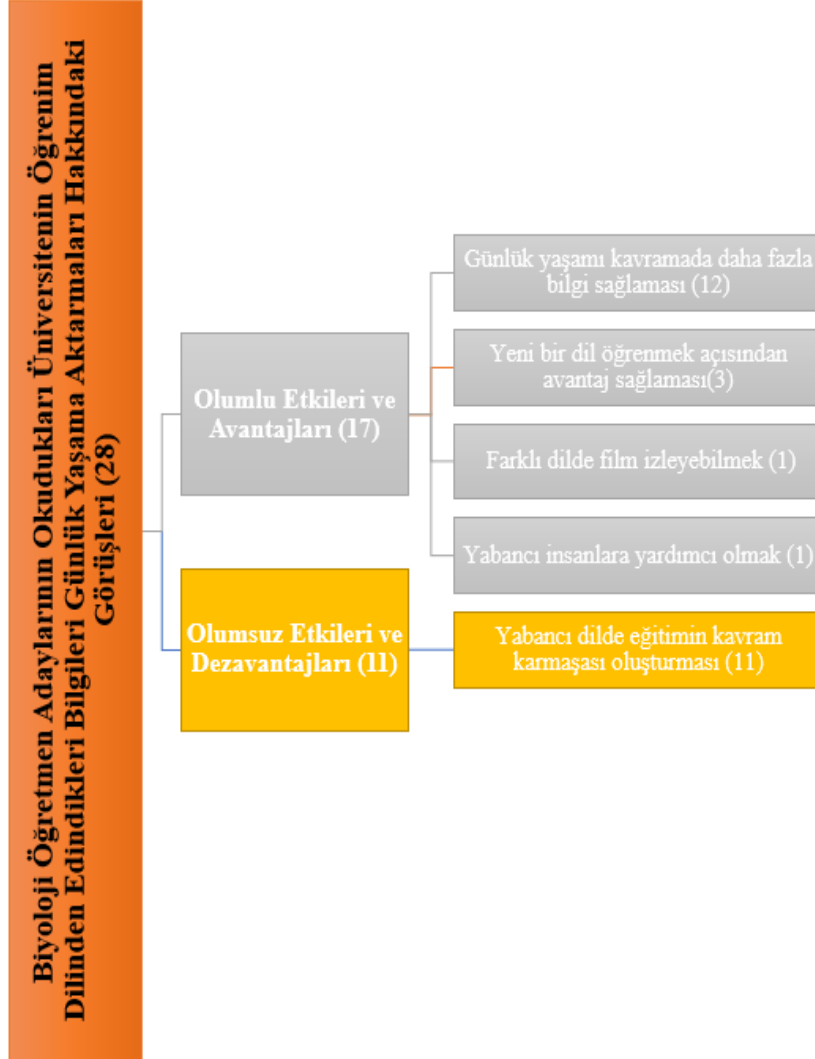 Biyoloji Öğretmen Adaylarının Okudukları Üniversitenin Öğrenim
Dilinden Edindikleri Bilgileri Günlük Yaşama Aktarmaları Hakkındaki
Görüşleri (28)
Olumlu Etkileri ve
Avantajları (17)
Günlük yaşamı kavramada daha fazla
bilgi sağlaması (12)
Yeni bir dil öğrenmek açısından
avantaj sağlaması(3)
Farklı dilde film izleyebilmek (1)
Yabancı insanlara yardımcı olmak (1)
Olumsuz Etkileri ve
Dezavantajları (11)
Yabancı dilde eğitimin kavram
karmaşası oluşturması (11)